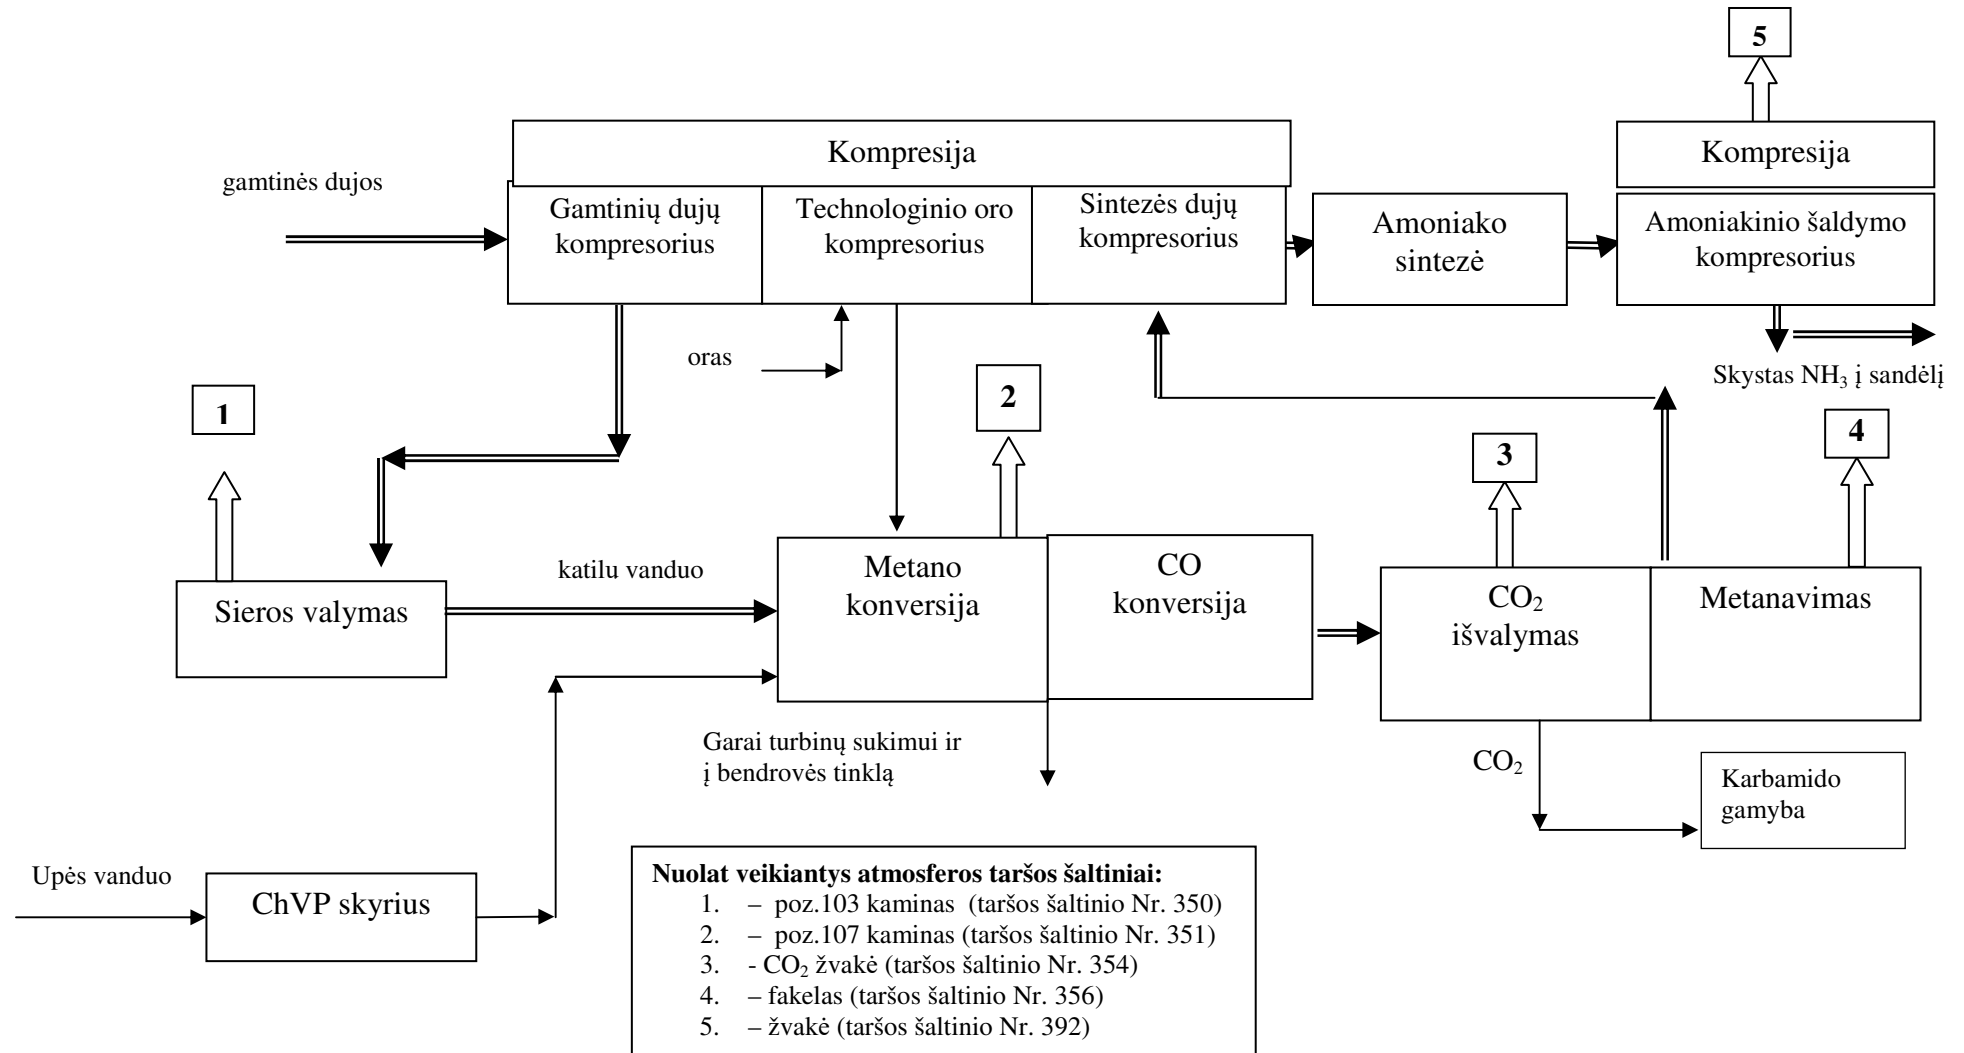 5
Kompresija
Kompresija
gamtinės dujos
Gamtinių dujų
kompresorius
Technologinio oro
kompresorius
Sintezės dujų
kompresorius
Amoniako
sintezė
Amoniakinio šaldymo
kompresorius
oras
Skystas NH₃ į sandėlį
1
2
3
4
katilu vanduo
Sieros valymas
Metano
konversija
CO
konversija
CO₂
išvalymas
Metanavimas
Garai turbinų sukimui ir
į bendrovės tinklą
CO₂
Karbamido
gamyba
Upės vanduo
ChVP skyrius
Nuolat veikiantys atmosferos taršos šaltiniai:
1. – poz.103 kaminas (taršos šaltinio Nr. 350)
2. – poz.107 kaminas (taršos šaltinio Nr. 351)
3. - CO₂ žvakė (taršos šaltinio Nr. 354)
4. – fakelas (taršos šaltinio Nr. 356)
5. – žvakė (taršos šaltinio Nr. 392)